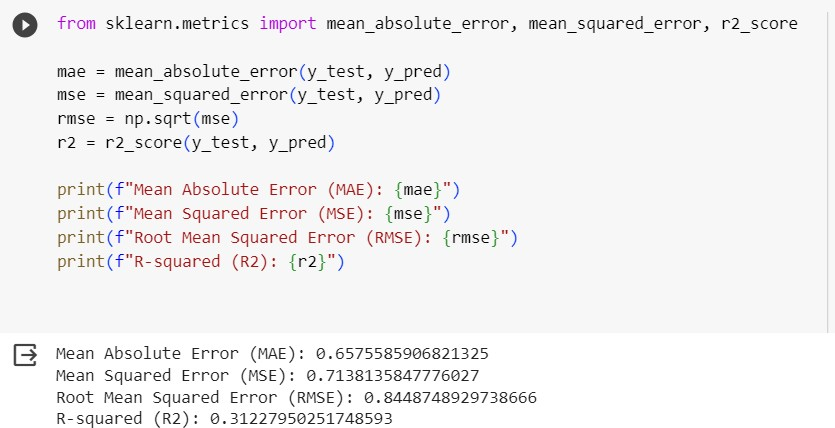 from sklearn.metrics import mean_absolute_error, mean_squared_error, r2_score
mae = mean_absolute_error(y_test, y_pred)
mse = mean_squared_error(y_test, y_pred)
rmse = np.sqrt(mse)
r2 = r2_score(y_test, y_pred)
print(f"Mean Absolute Error (MAE): {mae}")
print(f"Mean Squared Error (MSE): {mse}")
print(f"Root Mean Squared Error (RMSE): {rmse}")
print(f"R-squared (R2): {r2}")
Mean Absolute Error (MAE): 0.6575585906821325
Mean Squared Error (MSE): 0.7138135847776027
Root Mean Squared Error (RMSE): 0.8448748929738666
R-squared (R2): 0.31227950251748593